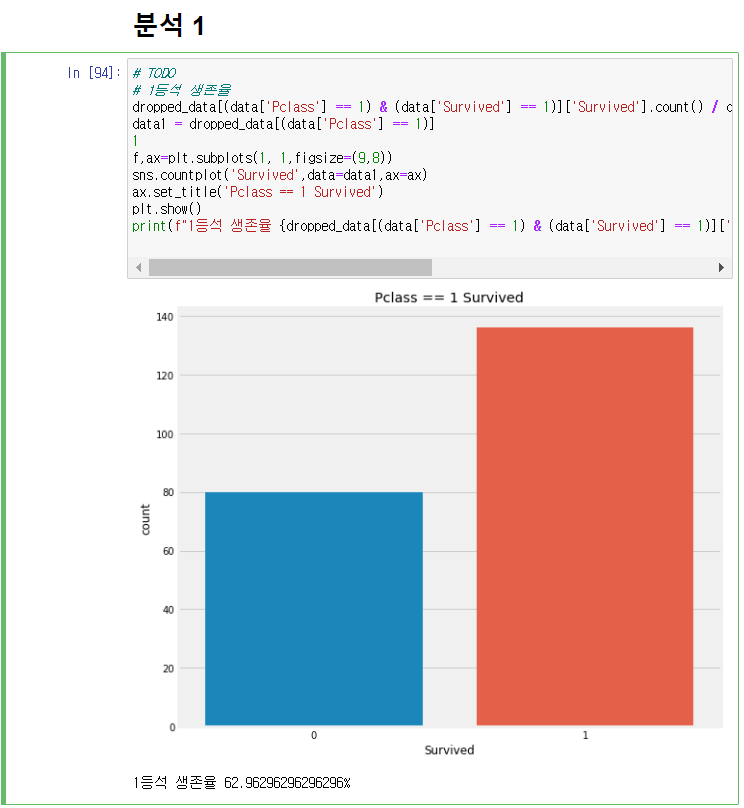 분석 1
In [94]:
# TODO
# 1등석 생존율
dropped_data[(data['Pclass'] == 1) & (data['Survived'] == 1)]['Survived'].count() /
data1 = dropped_data[(data['Pclass'] == 1)]
1
f,ax=plt.subplots(1, 1,figsize=(9,8))
sns.countplot('Survived',data=data1,ax=ax)
ax.set_title('Pclass == 1 Survived')
plt.show()
print(f"1등석 생존율 {dropped_data[(data['Pclass'] == 1) & (data['Survived'] == 1)]['
Pclass == 1 Survived
140
120
100
80
60
40
20
0
count
0 1
Survived
1등석 생존율 62.96296296296296%